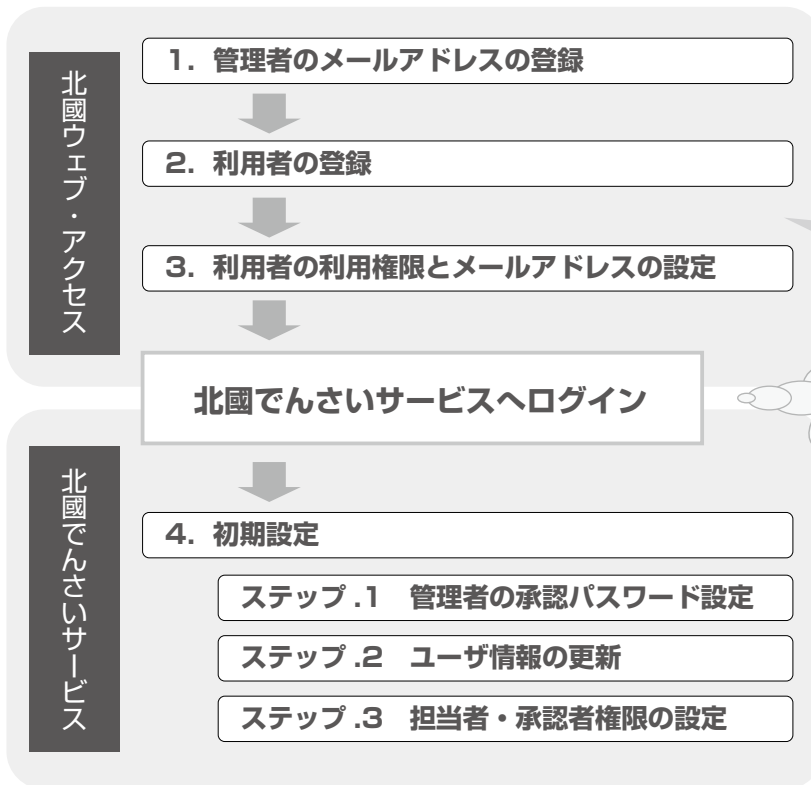 北國ウェブ・アクセス
1. 管理者のメールアドレスの登録
2. 利用者の登録
3. 利用者の利用権限とメールアドレスの設定
北國でんさいサービスへログイン
北國でんさいサービス
4. 初期設定
ステップ .1 管理者の承認パスワード設定
ステップ .2 ユーザ情報の更新
ステップ .3 担当者・承認者権限の設定